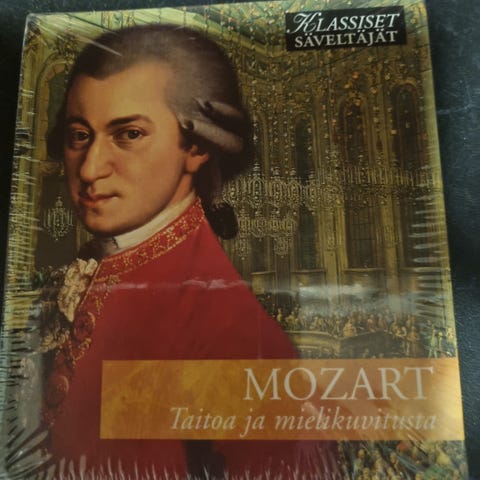 KLASSISET
SÄVELTÄJÄT
MOZART
Taitoa ja mielikuvitusta